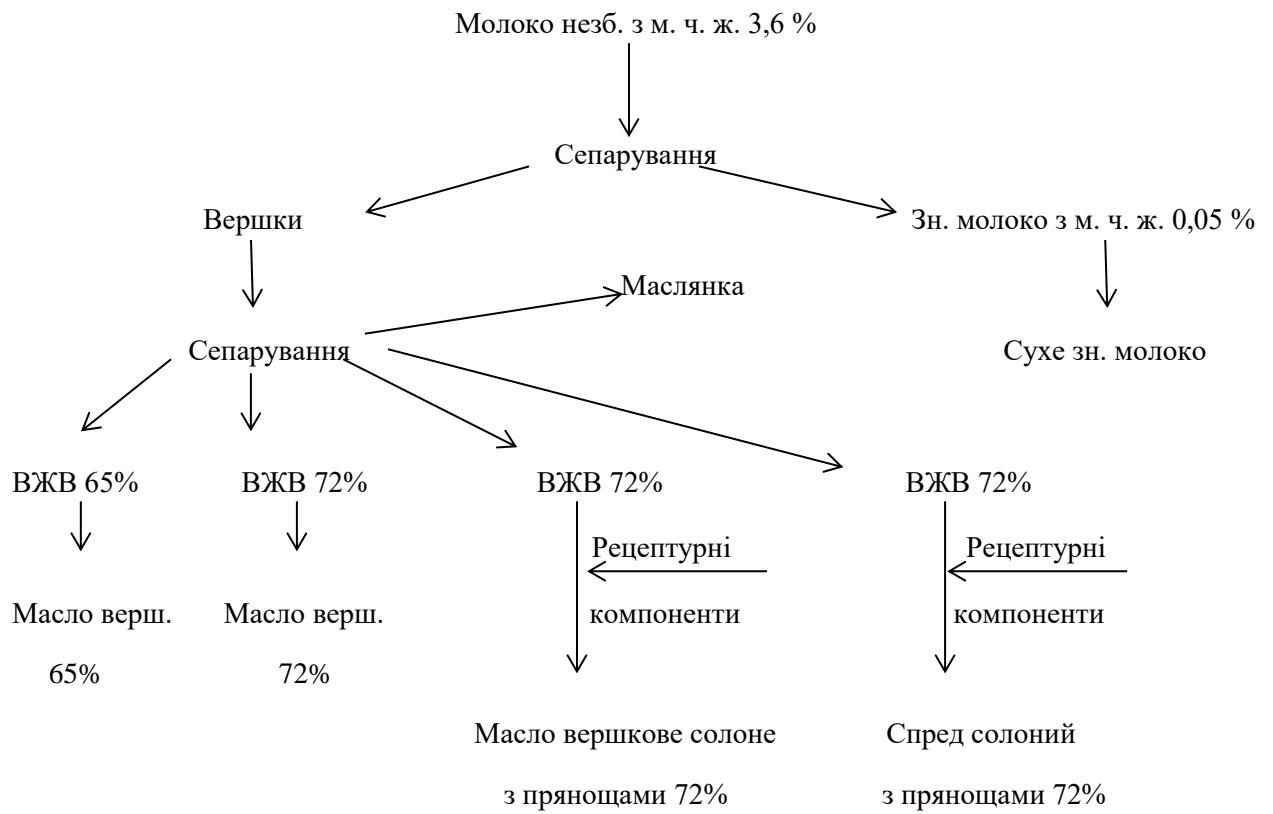 Молоко незб. з м. ч. ж. 3,6 %
Сепарування
Вершки
Зн. молоко з м. ч. ж. 0,05 %
Маслянка
Сепарування
Сухе зн. молоко
ВЖВ 65%
ВЖВ 72%
ВЖВ 72%
ВЖВ 72%
Рецептурні
компоненти
Рецептурні
компоненти
Масло верш.
65%
Масло верш.
72%
Масло вершкове солоне
з прянощами 72%
Спред солоний
з прянощами 72%